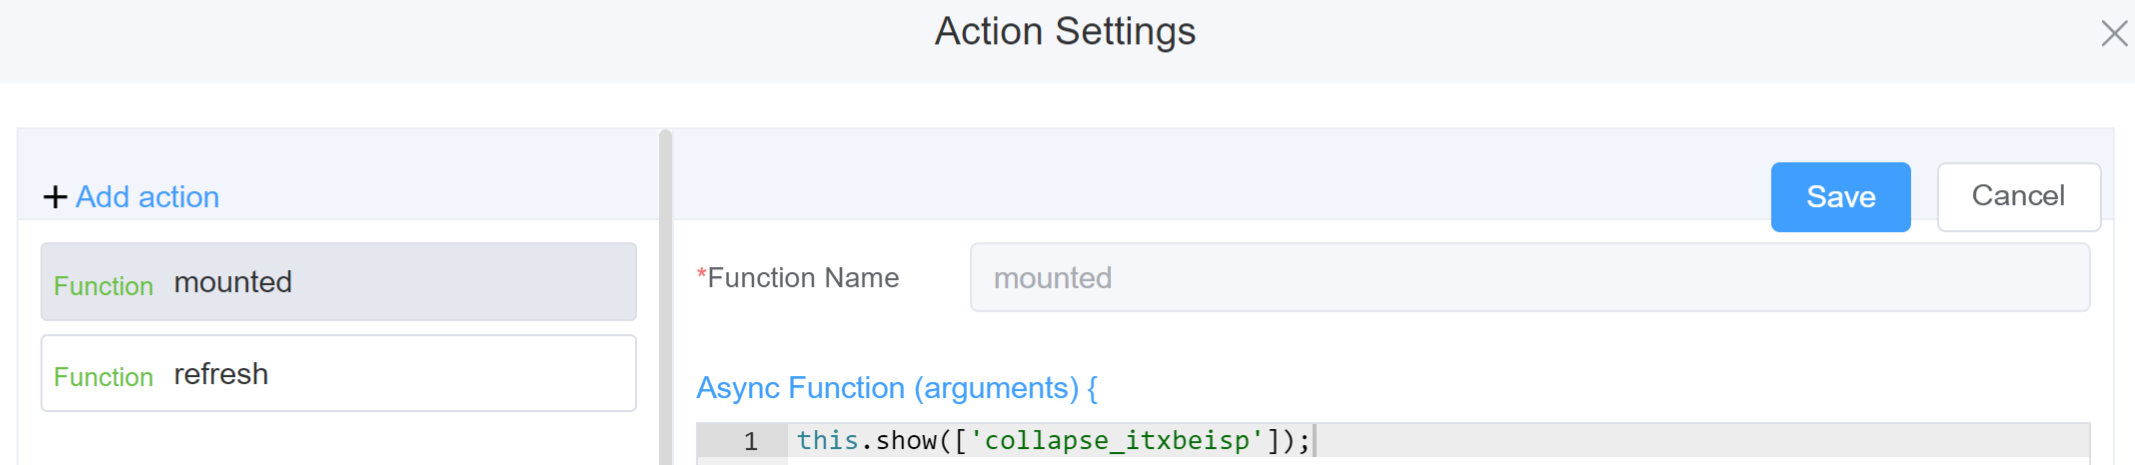 Action Settings
+ Add action
Save
Cancel
Function mounted
Function refresh
*Function Name
mounted
Async Function (arguments) {
1 this.show(['collapse_itxbeisp']);